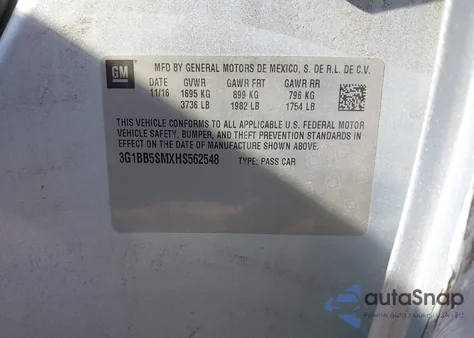 GM
MFD BY GENERAL MOTORS DE MEXICO, S. DE R.L. DE C.V.
DATE GVWR GAWR FRT GAWR RR
11/16 1695 KG 899 KG 796 KG
3736 LB 1982 LB 1754 LB
THIS VEHICLE CONFORMS TO ALL APPLICABLE U.S. FEDERAL MOTOR
VEHICLE SAFETY, BUMPER, AND THEFT PREVENTION STANDARDS IN
EFFECT ON THE DATE OF MANUFACTURE SHOWN ABOVE.
3G1BB5SMXHS562548 TYPE: PASS CAR
autoSnap